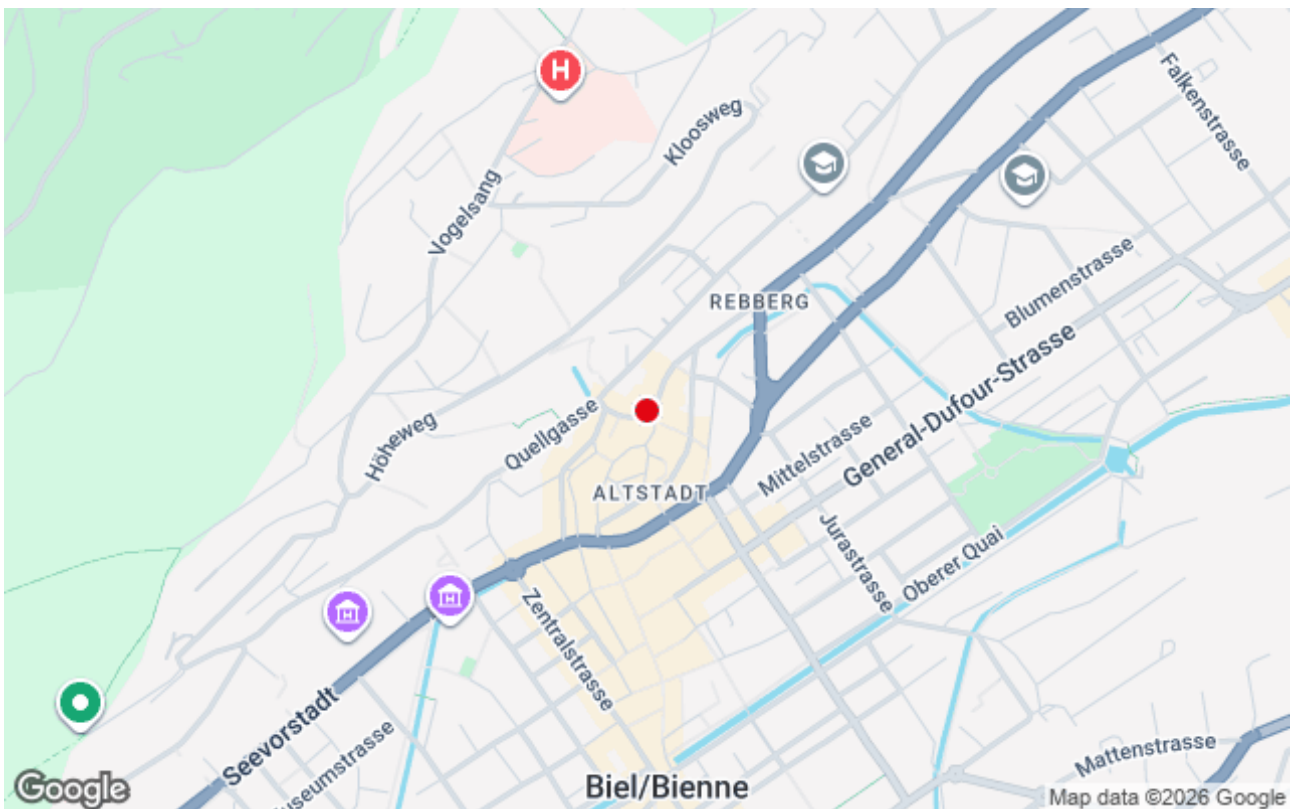 H
Falkenstrasse
Kloosweg
Vogelsang
REBBERG
Blumenstrasse
General-Dufour-Strasse
Höheweg
Quellgasse
Mittelstrasse
ALTSTADT
Jurastrasse
Oberer Quai
Zentralstrasse
Seevorstadt
useumstrasse
Mattenstrasse
Biel/Bienne
Google
Map data ©2026 Google